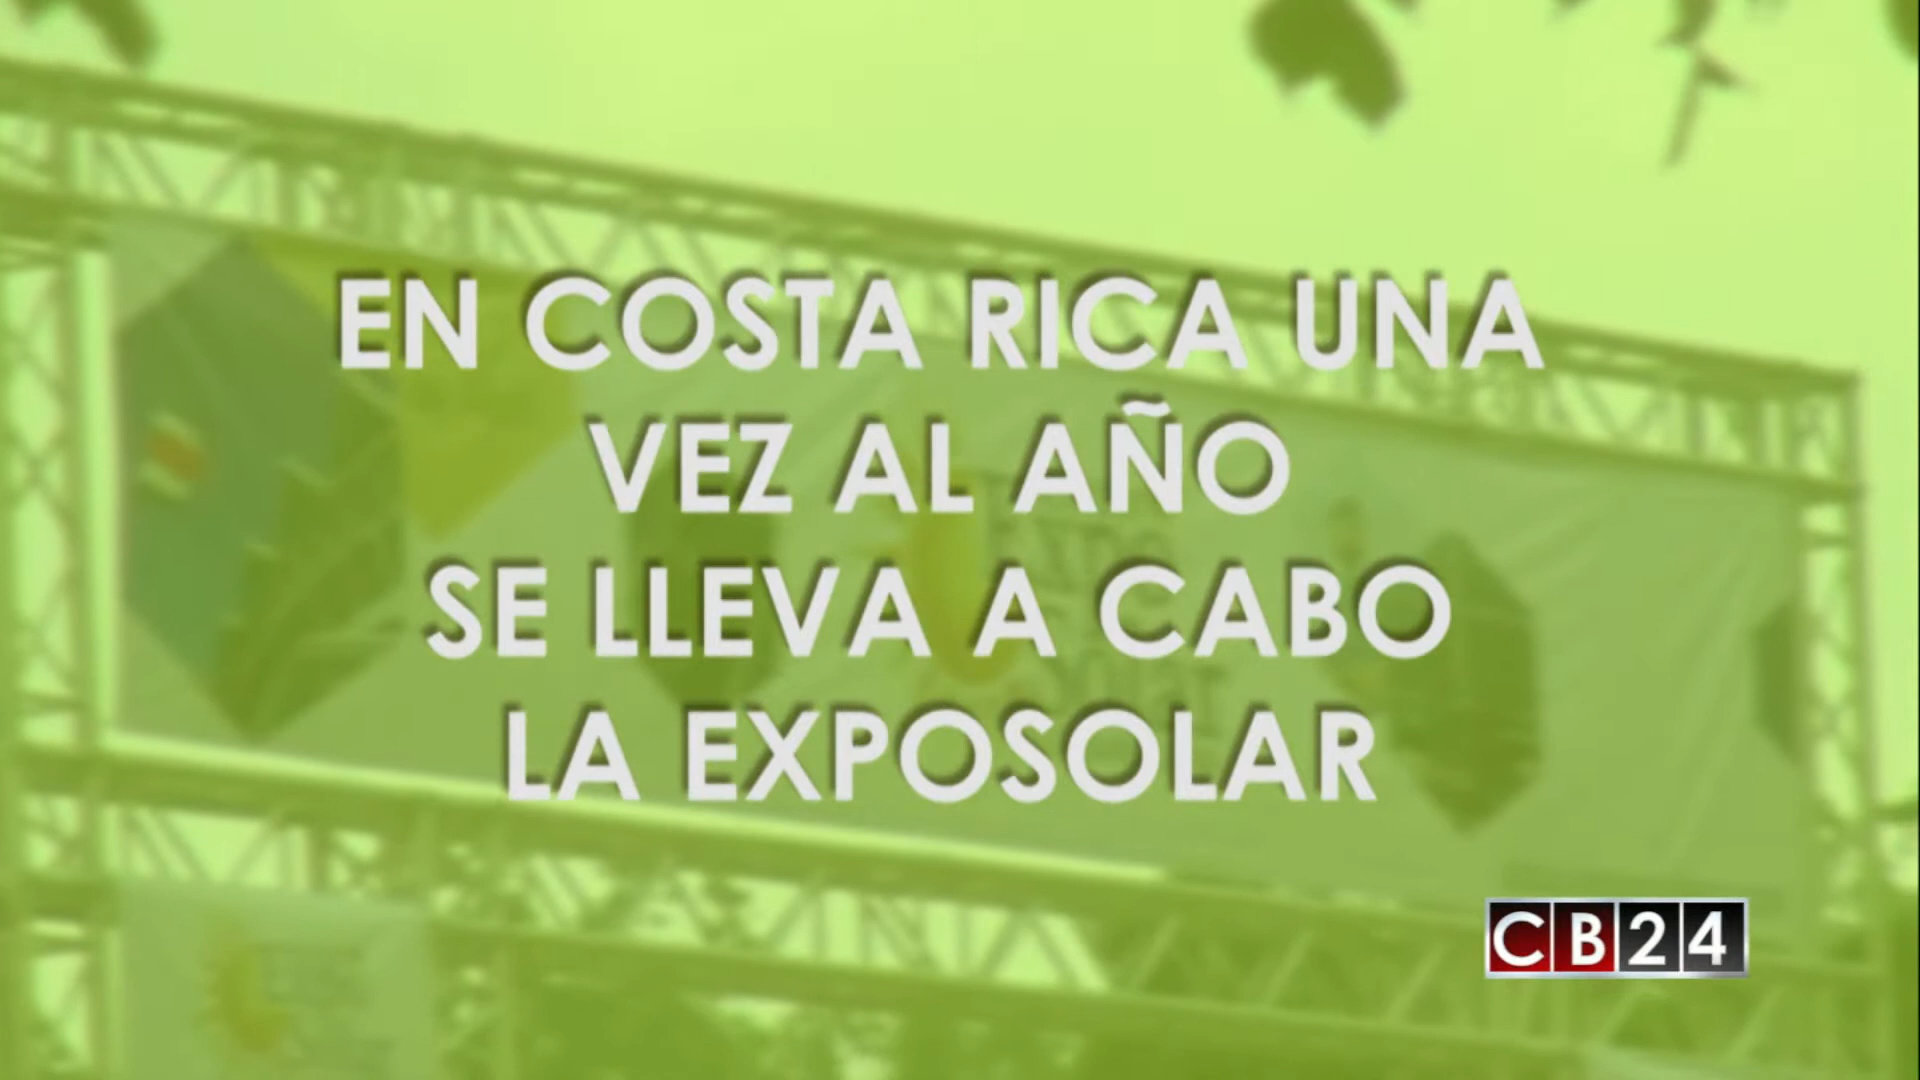 EN COSTA RICA UNA
VEZ AL AÑO
SE LLEVA A CABO
LA EXPOSOLAR
CB24